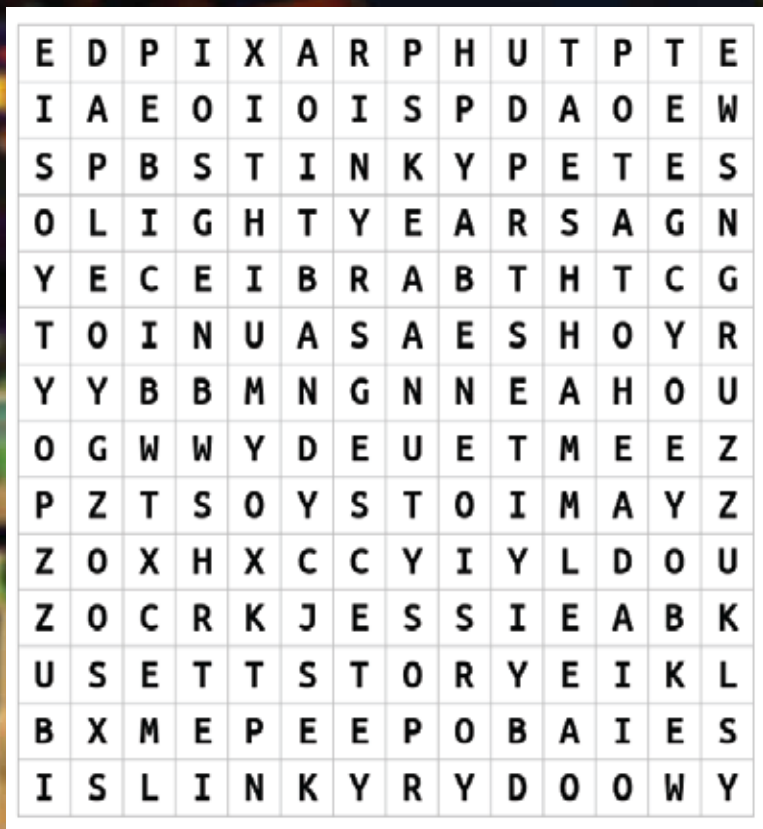 E D P I X A R P H U T P T E
I A E O I O I S P D A O E W
S P B S T I N K Y P E T E S
O L I G H T Y E A R S A G N
Y E C E I B R A B T H T C G
T O I N U A S A E S H O Y R
Y Y B B M N G N N E A H O U
O G W W Y D E U E T M E E Z
P Z T S O Y S T O I M A Y Z
Z O X H X C C Y I Y L D O U
Z O C R K J E S S I E A B K
U S E T T S T O R Y E I K L
B X M E P E E P O B A I E S
I S L I N K Y R Y D O O W Y